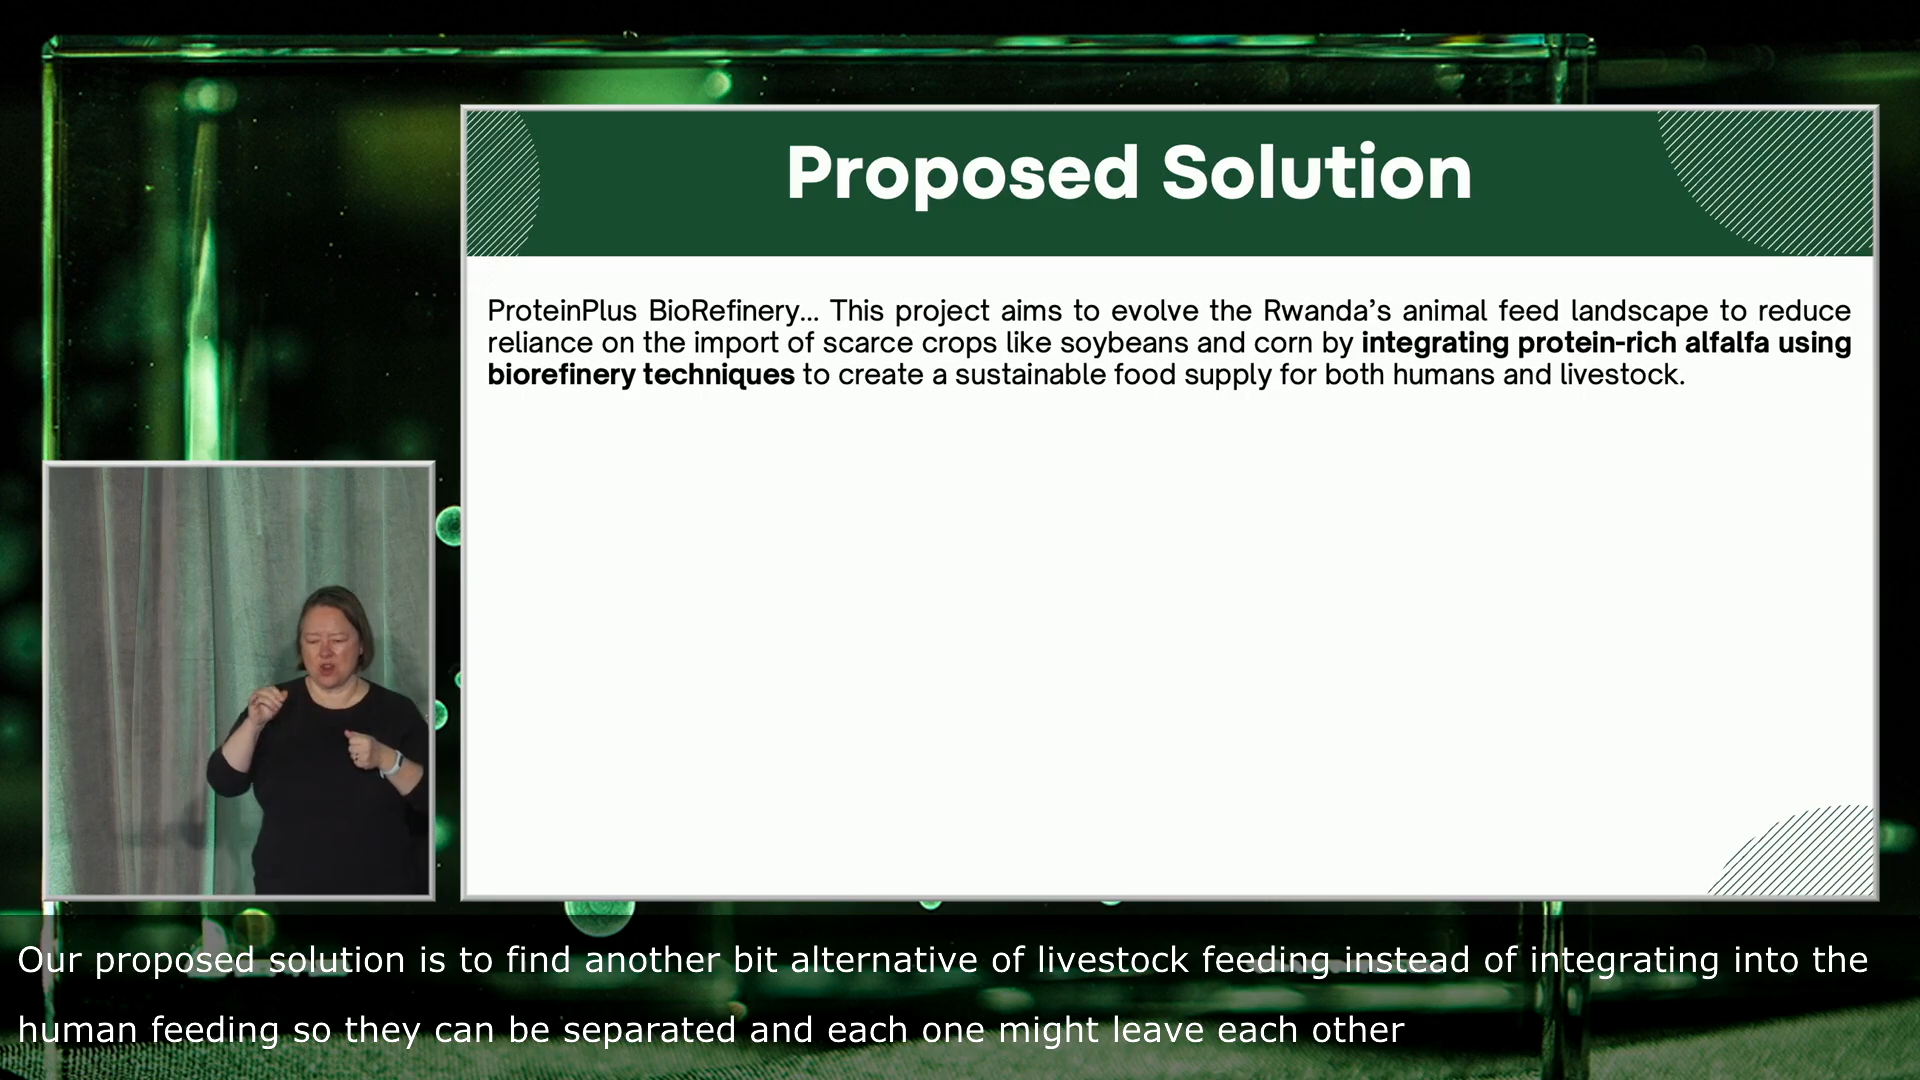 Proposed Solution
ProteinPlus BioRefinery... This project aims to evolve the Rwanda’s animal feed landscape to reduce
reliance on the import of scarce crops like soybeans and corn by integrating protein-rich alfalfa using
biorefinery techniques to create a sustainable food supply for both humans and livestock.
Our proposed solution is to find another bit alternative of livestock feeding instead of integrating into the
human feeding so they can be separated and each one might leave each other